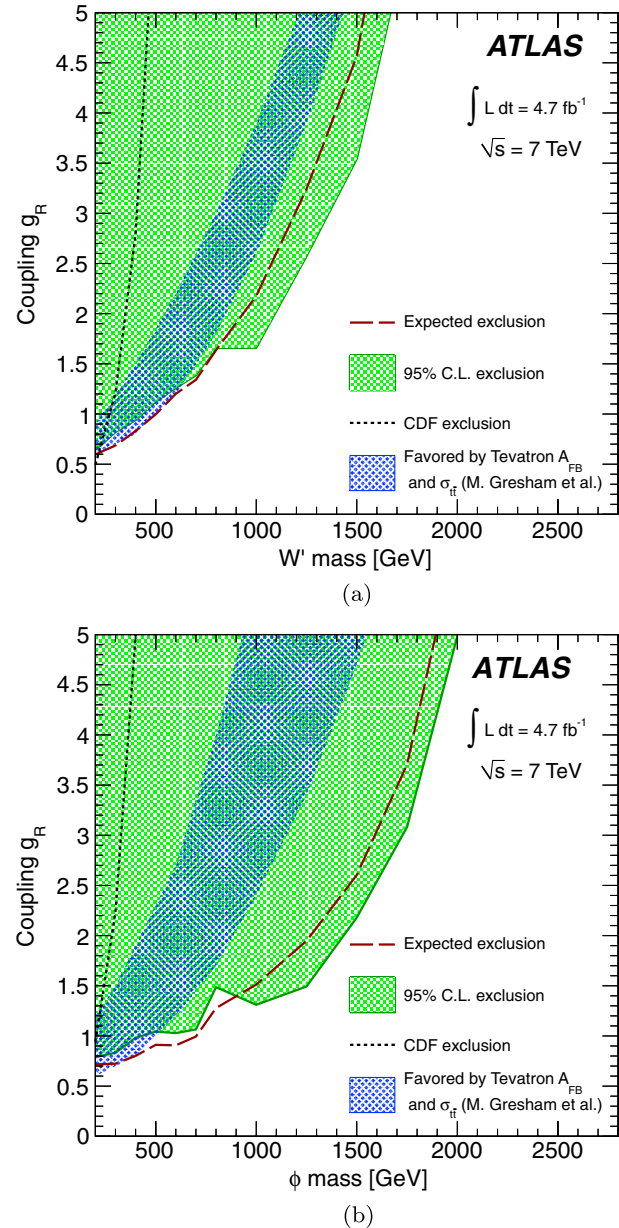 5
4.5
4
3.5
3
2.5
2
1.5
1
0.5
0
Coupling g_R
ATLAS
∫ L dt = 4.7 fb⁻¹
√s = 7 TeV
Expected exclusion
95% C.L. exclusion
CDF exclusion
Favored by Tevatron A_FB
and σ_tt̄ (M. Gresham et al.)
500 1000 1500 2000 2500
W' mass [GeV]
(a)
5
4.5
4
3.5
3
2.5
2
1.5
1
0.5
0
Coupling g_R
ATLAS
∫ L dt = 4.7 fb⁻¹
√s = 7 TeV
Expected exclusion
95% C.L. exclusion
CDF exclusion
Favored by Tevatron A_FB
and σ_tt̄ (M. Gresham et al.)
500 1000 1500 2000 2500
ϕ mass [GeV]
(b)